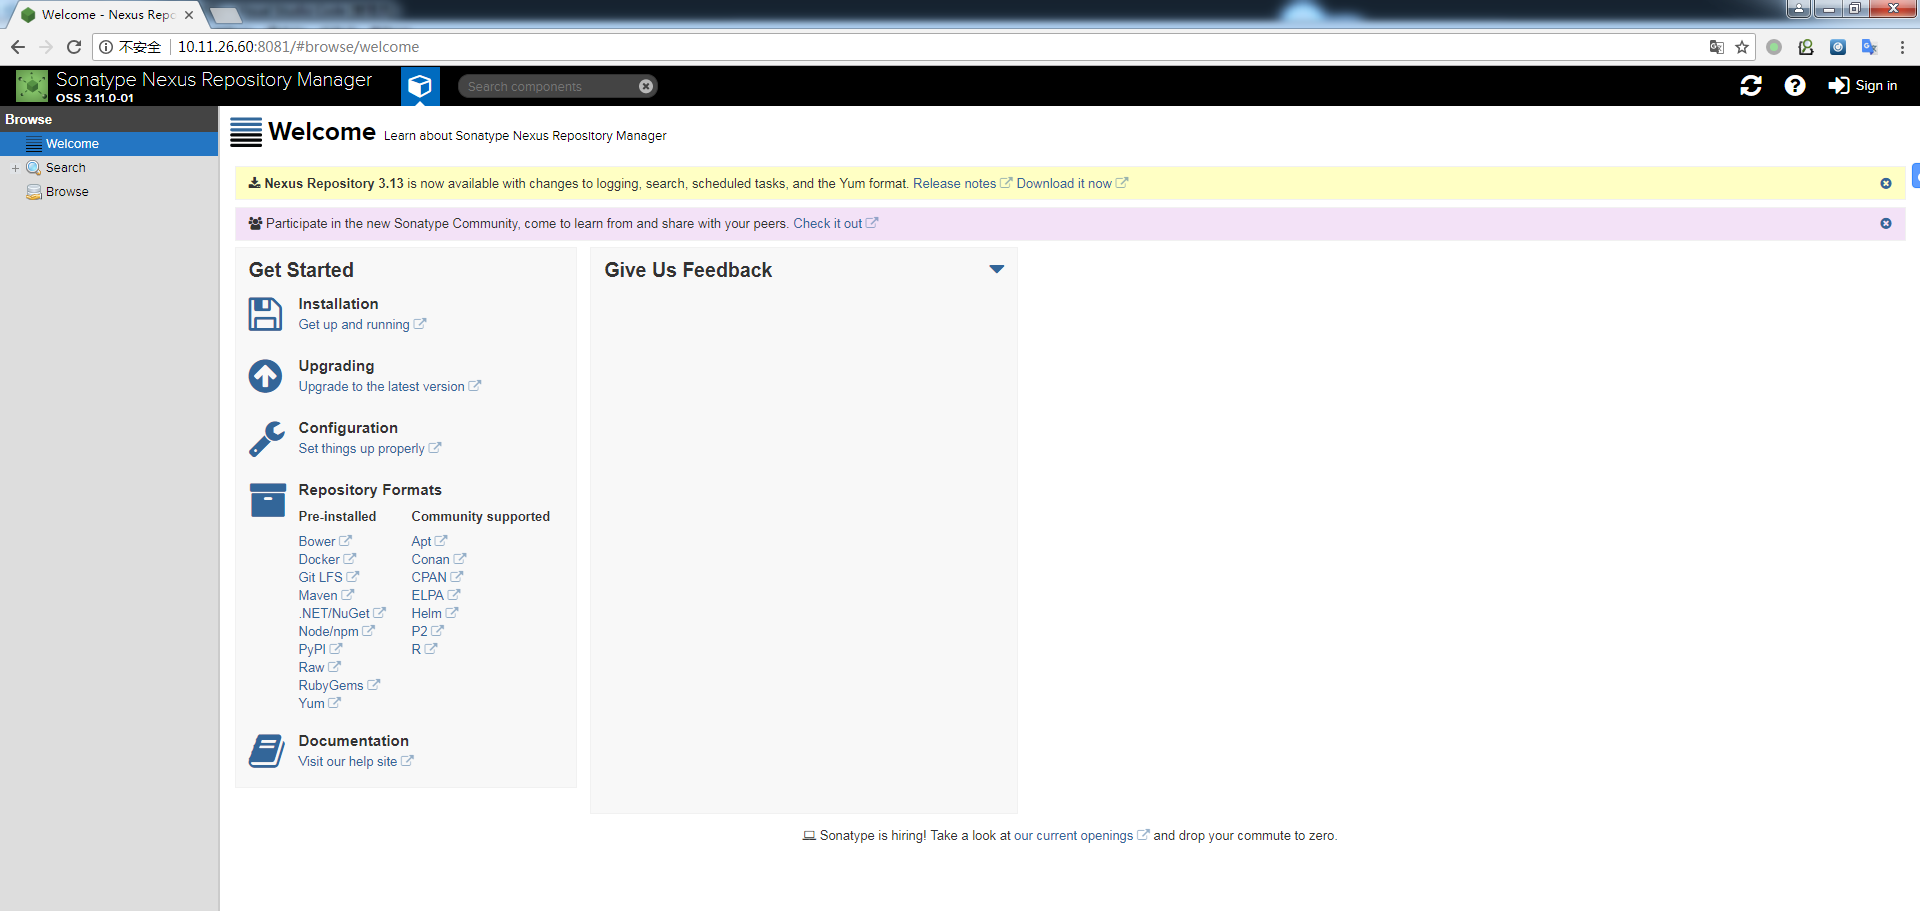 Welcome - Nexus Repo
不安全
10.11.26.60:8081/#browse/welcome
Sonatype Nexus Repository Manager
OSS 3.11.0-01
Search components
Sign in
Browse
Welcome
Search
Browse
Welcome Learn about Sonatype Nexus Repository Manager
Nexus Repository 3.13 is now available with changes to logging, search, scheduled tasks, and the Yum format. Release notes Download it now
Participate in the new Sonatype Community, come to learn from and share with your peers. Check it out
Get Started
Installation
Get up and running
Upgrading
Upgrade to the latest version
Configuration
Set things up properly
Repository Formats
Pre-installed
Bower
Docker
Git LFS
Maven
.NET/NuGet
Node/npm
PyPI
Raw
RubyGems
Yum
Community supported
Apt
Conan
CPAN
ELPA
Helm
P2
R
Documentation
Visit our help site
Give Us Feedback
Sonatype is hiring! Take a look at our current openings and drop your commute to zero.